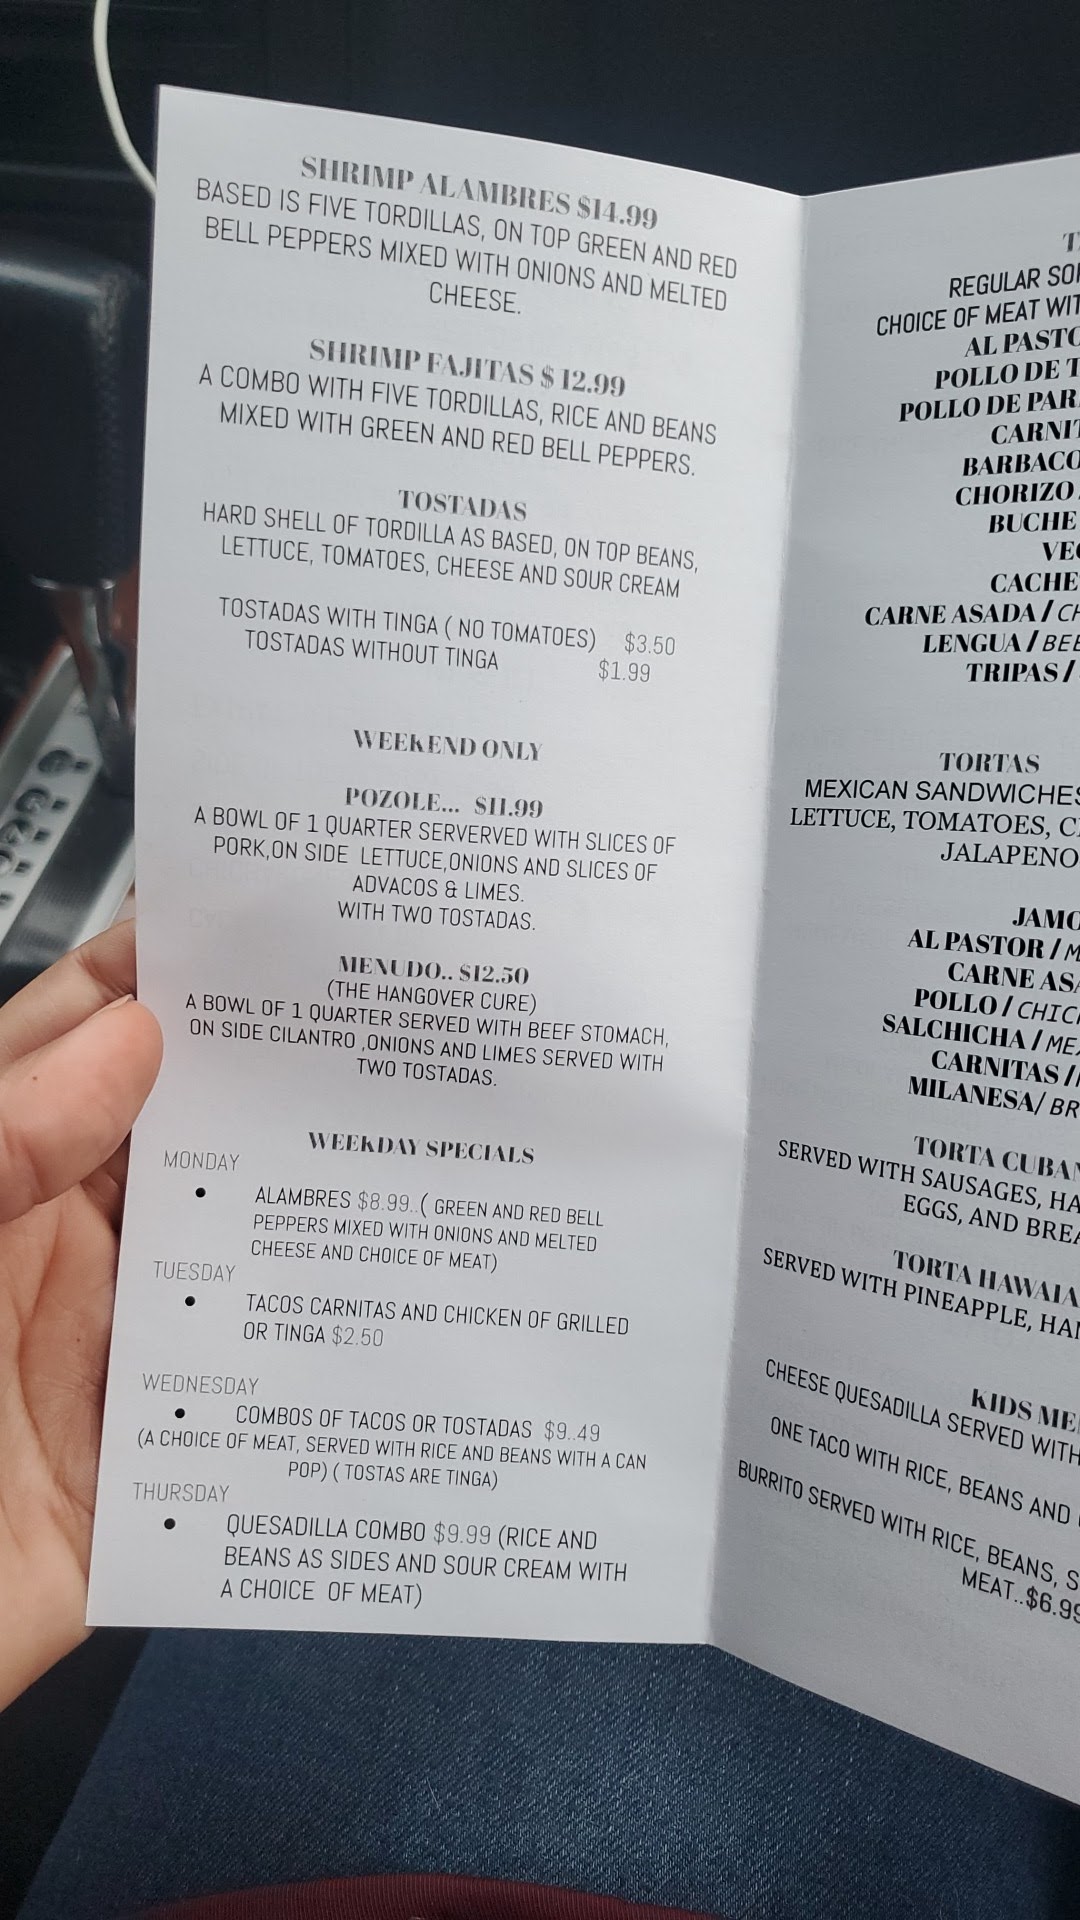 SHRIMP ALAMBRES $14.99
BASED IS FIVE TORDILLAS, ON TOP GREEN AND RED
BELL PEPPERS MIXED WITH ONIONS AND MELTED
CHEESE.
SHRIMP FAJITAS $ 12.99
A COMBO WITH FIVE TORDILLAS, RICE AND BEANS
MIXED WITH GREEN AND RED BELL PEPPERS.
TOSTADAS
HARD SHELL OF TORDILLA AS BASED, ON TOP BEANS,
LETTUCE, TOMATOES, CHEESE AND SOUR CREAM
TOSTADAS WITH TINGA ( NO TOMATOES) $3.50
TOSTADAS WITHOUT TINGA $1.99
WEEKEND ONLY
POZOLE... $11.99
A BOWL OF 1 QUARTER SERVERVED WITH SLICES OF
PORK,ON SIDE LETTUCE,ONIONS AND SLICES OF
ADVACOS & LIMES.
WITH TWO TOSTADAS.
MENUDO.. $12.50
(THE HANGOVER CURE)
A BOWL OF 1 QUARTER SERVED WITH BEEF STOMACH,
ON SIDE CILANTRO ,ONIONS AND LIMES SERVED WITH
TWO TOSTADAS.
WEEKDAY SPECIALS
MONDAY
• ALAMBRES $8.99..( GREEN AND RED BELL
PEPPERS MIXED WITH ONIONS AND MELTED
CHEESE AND CHOICE OF MEAT)
TUESDAY
• TACOS CARNITAS AND CHICKEN OF GRILLED
OR TINGA $2.50
WEDNESDAY
• COMBOS OF TACOS OR TOSTADAS $9..49
(A CHOICE OF MEAT, SERVED WITH RICE AND BEANS WITH A CAN
POP) ( TOSTAS ARE TINGA)
THURSDAY
• QUESADILLA COMBO $9.99 (RICE AND
BEANS AS SIDES AND SOUR CREAM WITH
A CHOICE OF MEAT)
REGULAR
CHOICE OF MEAT
AL
POLLO DE
POLLO DE
CHORIZO
BUCHE
CARNE ASADA /
LENGUA /
TRIPAS /
TORTAS
MEXICAN SANDWICHES
LETTUCE, TOMATOES,
JALAPENO
AL PASTOR /
CARNE
POLLO /
SALCHICHA /
CARNITAS /
MILANESA/
TORTA
SERVED WITH SAUSAGES,
EGGS, AND
TORTA
SERVED WITH PINEAPPLE,
KIDS
CHEESE QUESADILLA SERVED WITH
ONE TACO WITH RICE, BEANS AND
BURRITO SERVED WITH RICE, BEANS,
MEAT..$6.99